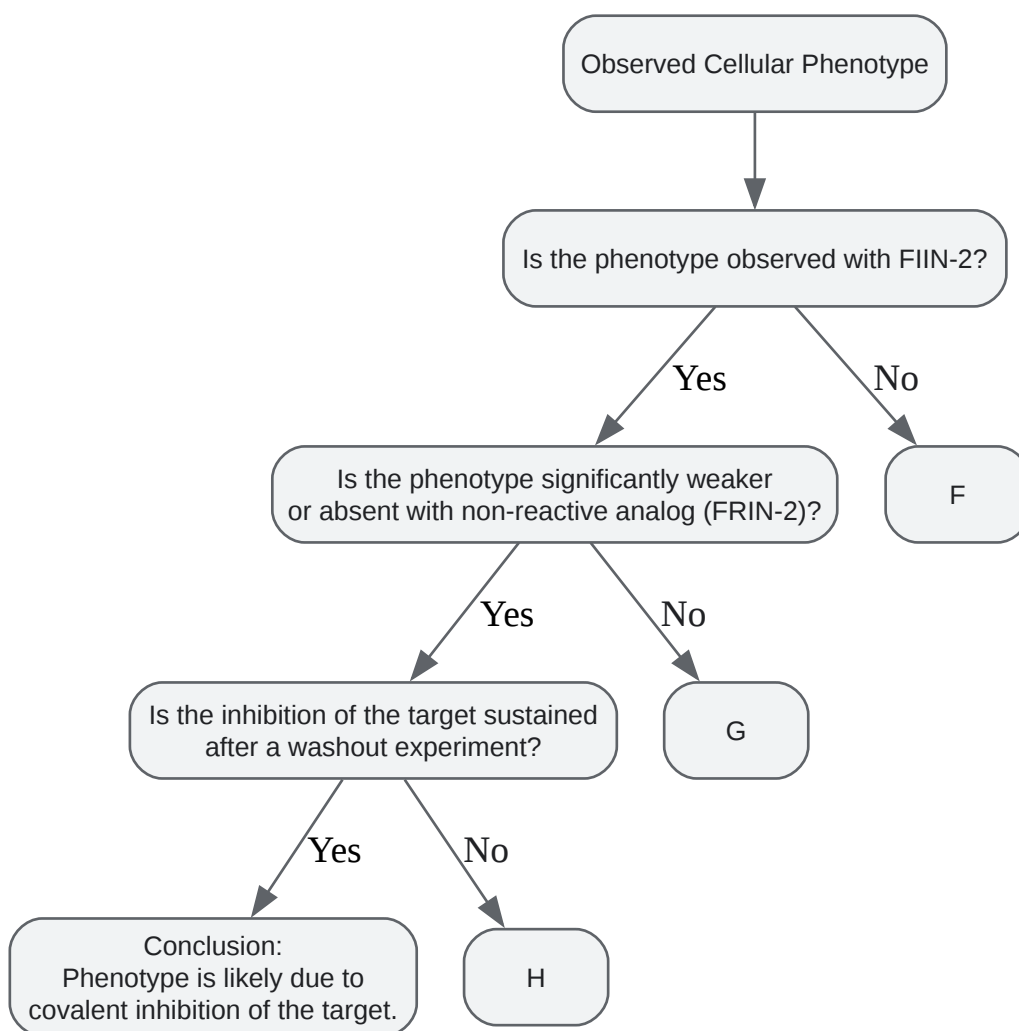 Observed Cellular Phenotype
Is the phenotype observed with FIIN-2?
Yes
No
Is the phenotype significantly weaker
or absent with non-reactive analog (FRIN-2)?
F
Yes
No
Is the inhibition of the target sustained
after a washout experiment?
G
Yes
No
Conclusion:
Phenotype is likely due to
covalent inhibition of the target.
H